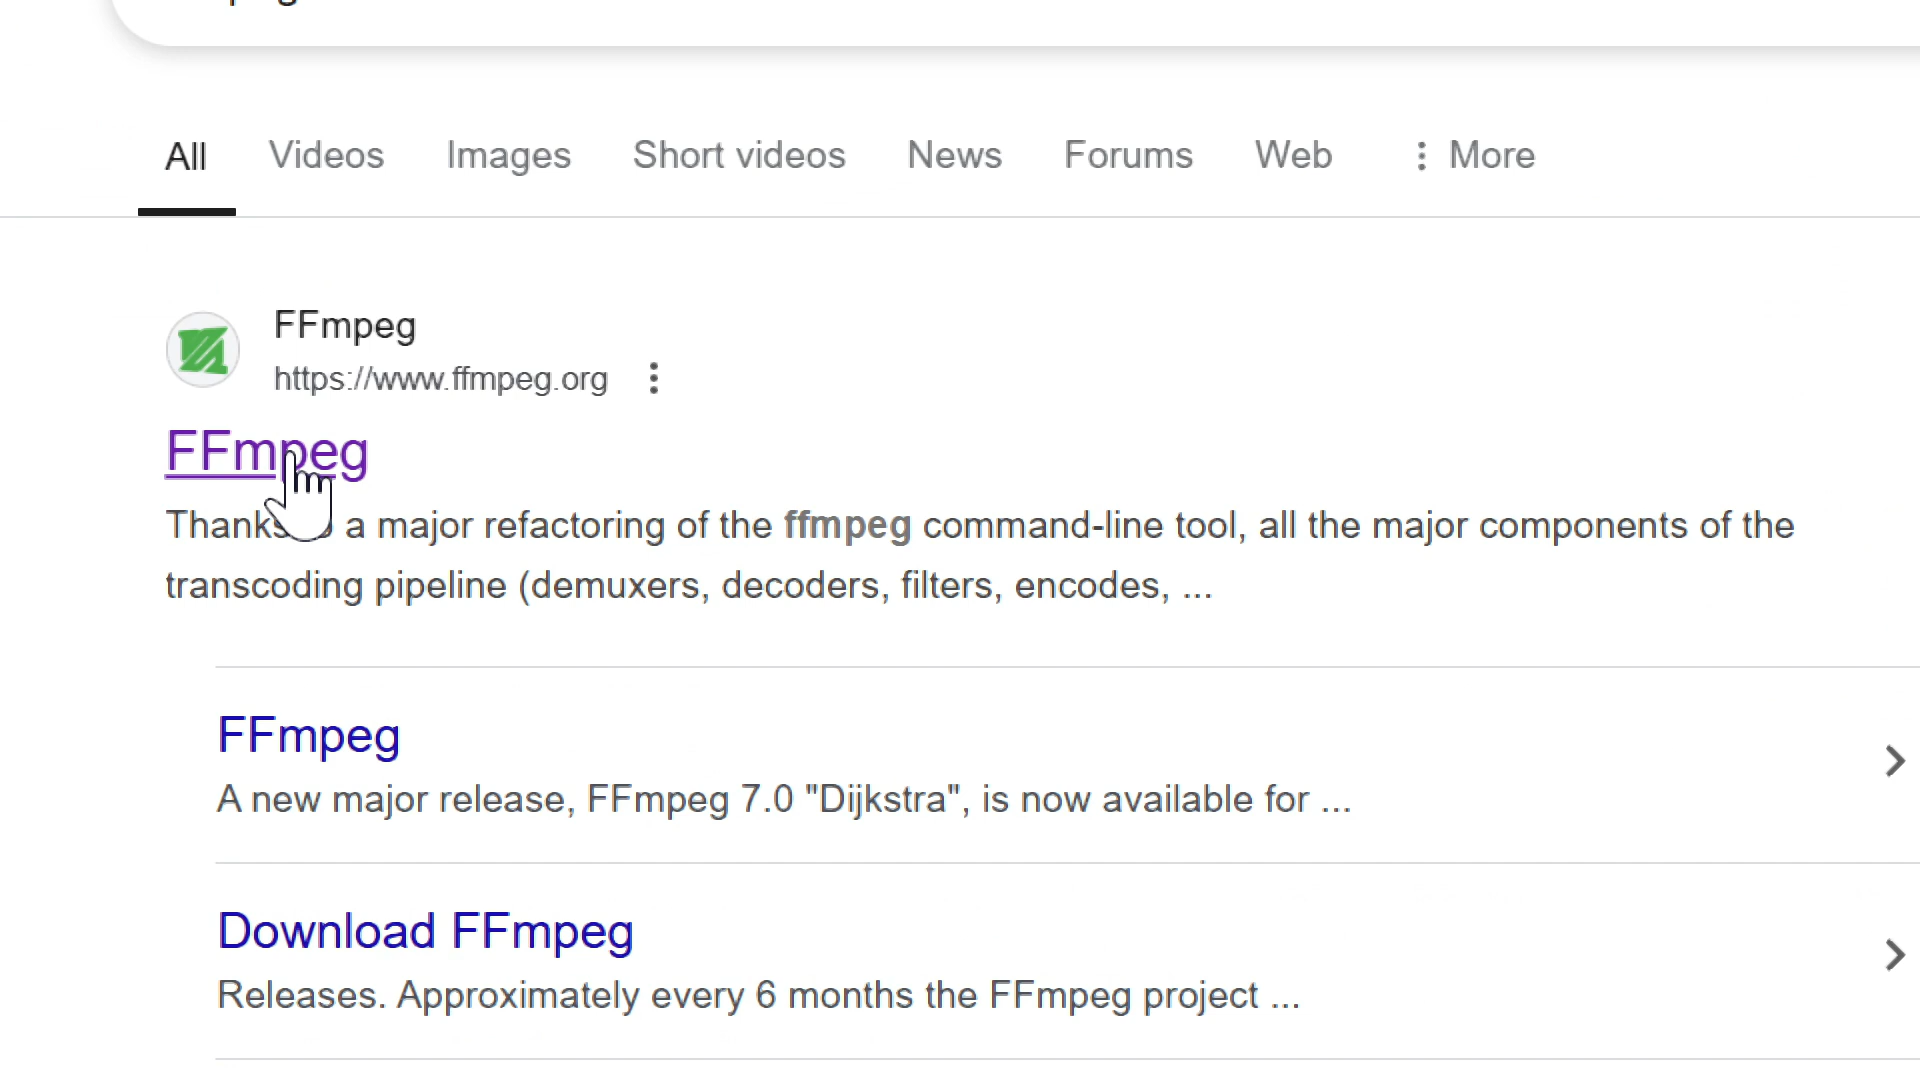 All Videos Images Short videos News Forums Web More
FFmpeg
https://www.ffmpeg.org
FFmpeg
Thanks a major refactoring of the ffmpeg command-line tool, all the major components of the
transcoding pipeline (demuxers, decoders, filters, encodes, ...
FFmpeg
A new major release, FFmpeg 7.0 "Dijkstra", is now available for ...
Download FFmpeg
Releases. Approximately every 6 months the FFmpeg project ...